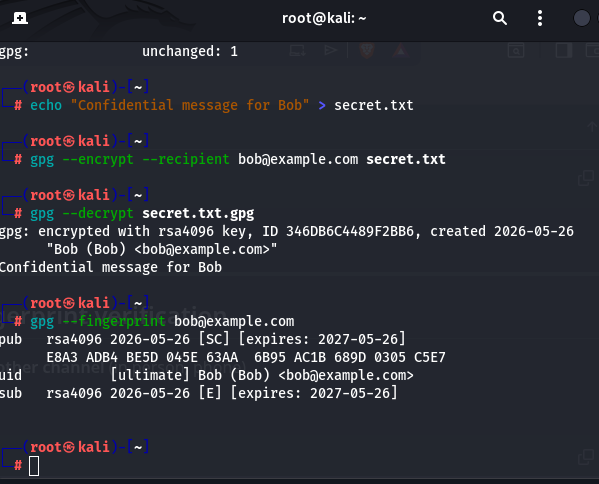 root@kali: ~
gpg:                 unchanged: 1
┌──(root㉿kali)-[~]
└─# echo "Confidential message for Bob" > secret.txt
┌──(root㉿kali)-[~]
└─# gpg --encrypt --recipient bob@example.com secret.txt
┌──(root㉿kali)-[~]
└─# gpg --decrypt secret.txt.gpg
gpg: encrypted with rsa4096 key, ID 346DB6C4489F2BB6, created 2026-05-26
      "Bob (Bob) <bob@example.com>"
Confidential message for Bob
┌──(root㉿kali)-[~]
└─# gpg --fingerprint bob@example.com
pub   rsa4096 2026-05-26 [SC] [expires: 2027-05-26]
      E8A3 ADB4 BE5D 045E 63AA  6B95 AC1B 689D 0305 C5E7
uid           [ultimate] Bob (Bob) <bob@example.com>
sub   rsa4096 2026-05-26 [E] [expires: 2027-05-26]
┌──(root㉿kali)-[~]
└─#